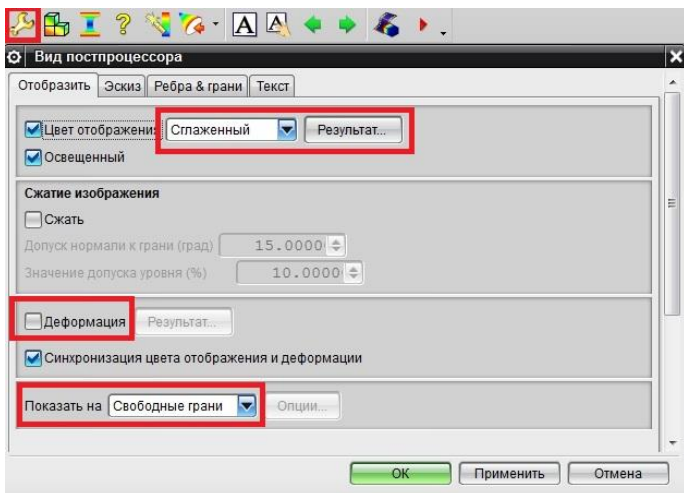 Вид постпроцессора
Отобразить Эскиз Ребра & грани Текст
Цвет отображения Сглаженный Результат...
Освещенный
Сжатие изображения
Сжать
Допуск нормали к грани (град) 15.0000
Значение допуска уровня (%) 10.0000
Деформация Результат...
Синхронизация цвета отображения и деформации
Показать на Свободные грани Опции...
ОК Применить Отмена